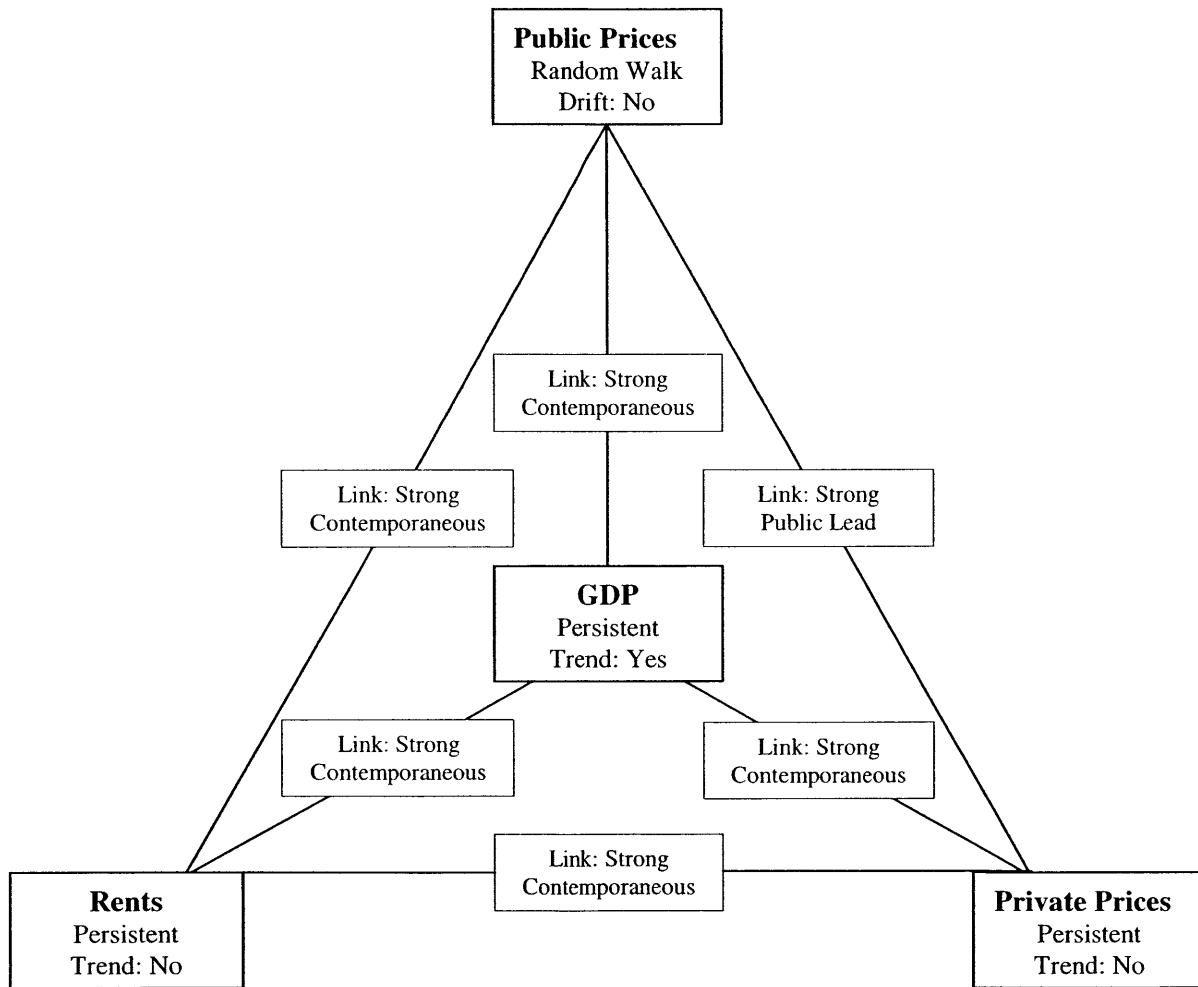 Public Prices
Random Walk
Drift: No
Link: Strong
Contemporaneous
Link: Strong
Contemporaneous
Link: Strong
Public Lead
GDP
Persistent
Trend: Yes
Link: Strong
Contemporaneous
Link: Strong
Contemporaneous
Link: Strong
Contemporaneous
Rents
Persistent
Trend: No
Private Prices
Persistent
Trend: No